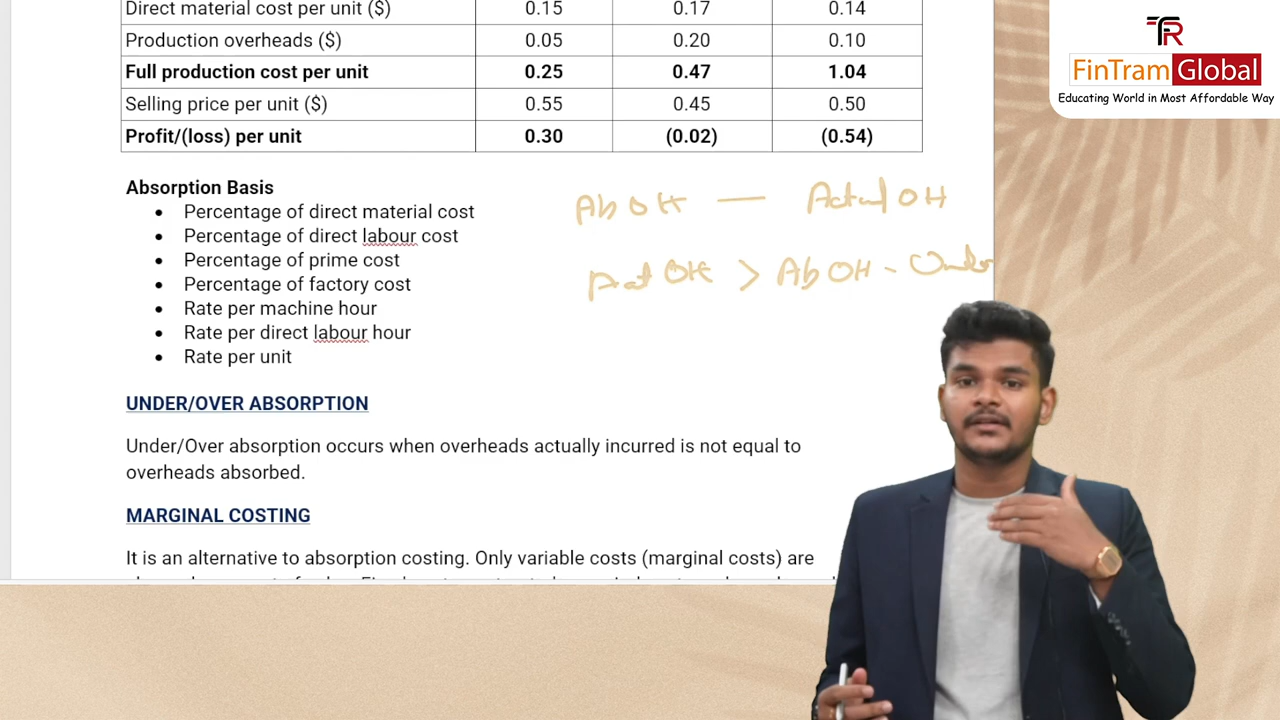 Direct material cost per unit ($) 0.15 0.17 0.14
Production overheads ($) 0.05 0.20 0.10
Full production cost per unit 0.25 0.47 1.04
Selling price per unit ($) 0.55 0.45 0.50
Profit/(loss) per unit 0.30 (0.02) (0.54)
TR
FinTram Global
Educating World in Most Affordable Way
Absorption Basis
• Percentage of direct material cost
• Percentage of direct labour cost
• Percentage of prime cost
• Percentage of factory cost
• Rate per machine hour
• Rate per direct labour hour
• Rate per unit
Ab OH — Actual OH
Act OH > Ab OH - Under
UNDER/OVER ABSORPTION
Under/Over absorption occurs when overheads actually incurred is not equal to
overheads absorbed.
MARGINAL COSTING
It is an alternative to absorption costing. Only variable costs (marginal costs) are